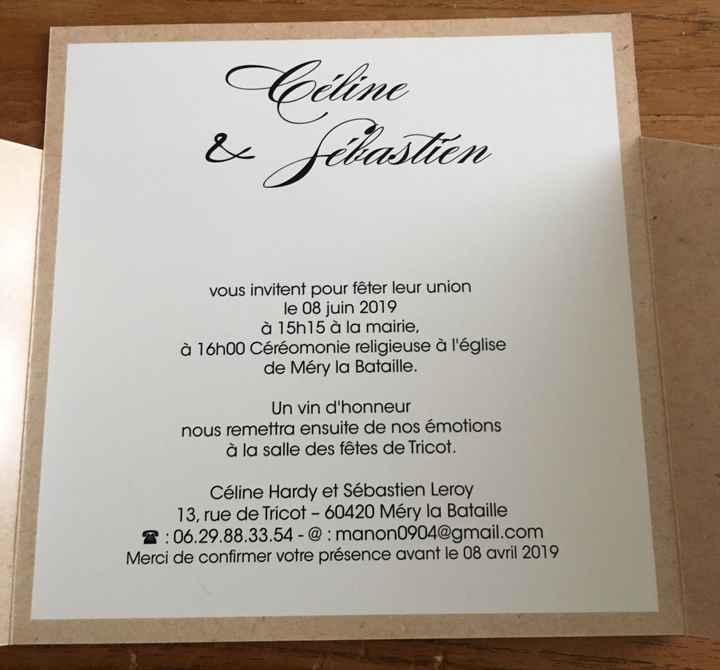 Céline
& Sébastien
vous invitent pour fêter leur union
le 08 juin 2019
à 15h15 à la mairie,
à 16h00 Céréomonie religieuse à l'église
de Méry la Bataille.
Un vin d'honneur
nous remettra ensuite de nos émotions
à la salle des fêtes de Tricot.
Céline Hardy et Sébastien Leroy
13, rue de Tricot – 60420 Méry la Bataille
☎ : 06.29.88.33.54 - @ : manon0904@gmail.com
Merci de confirmer votre présence avant le 08 avril 2019